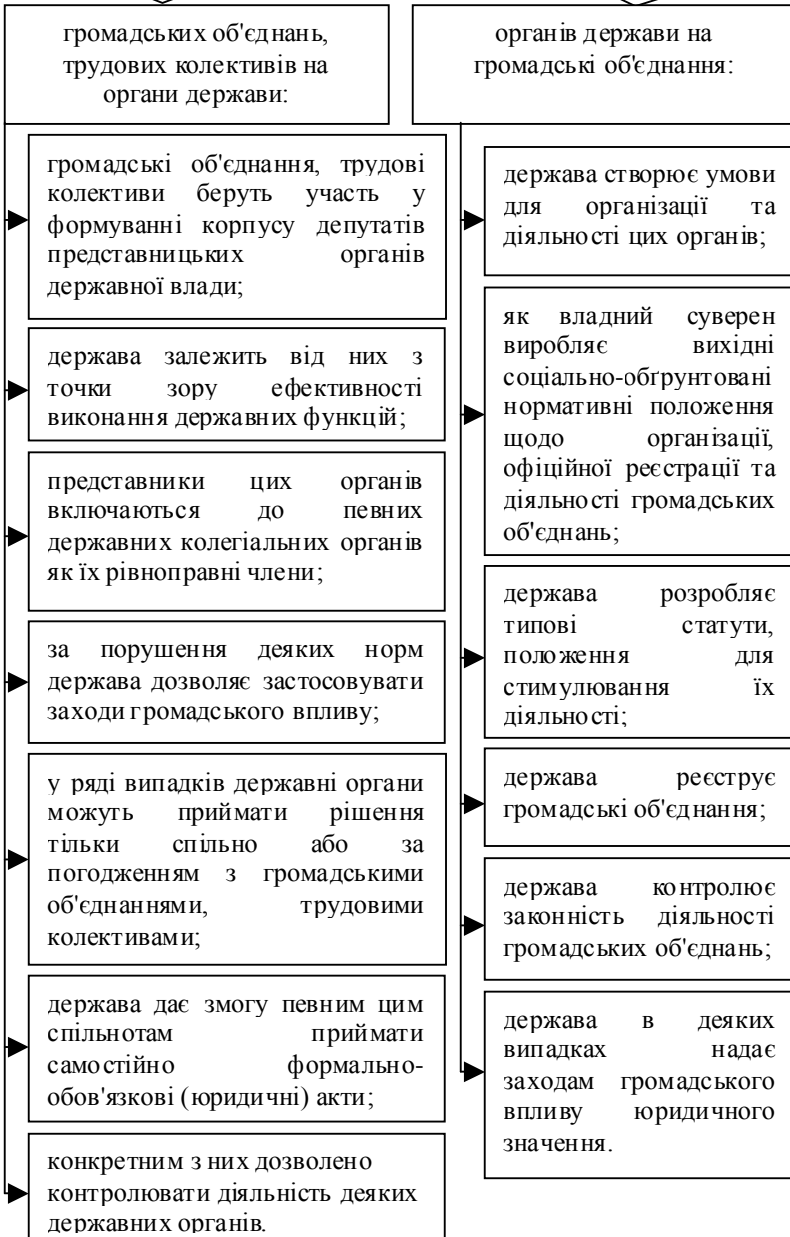 громадських об'єднань,
трудових колективів на
органи держави:
громадські об'єднання, трудові
колективи беруть участь у
формуванні корпусу депутатів
представницьких органів
державної влади;
держава залежить від них з
точки зору ефективності
виконання державних функцій;
представники цих органів
включаються до певних
державних колегіальних органів
як їх рівноправні члени;
за порушення деяких норм
держава дозволяє застосовувати
заходи громадського впливу;
у ряді випадків державні органи
можуть приймати рішення
тільки спільно або за
погодженням з громадськими
об'єднаннями, трудовими
колективами;
держава дає змогу певним цим
спільнотам приймати
самостійно формально-
обов'язкові (юридичні) акти;
конкретним з них дозволено
контролювати діяльність деяких
державних органів.
органів держави на
громадські об'єднання:
держава створює умови
для організації та
діяльності цих органів;
як владний суверен
виробляє вихідні
соціально-обґрунтовані
нормативні положення
щодо організації,
офіційної реєстрації та
діяльності громадських
об'єднань;
держава розробляє
типові статути,
положення для
стимулювання їх
діяльності;
держава реєструє
громадські об'єднання;
держава контролює
законність діяльності
громадських об'єднань;
держава в деяких
випадках надає
заходам громадського
впливу юридичного
значення.